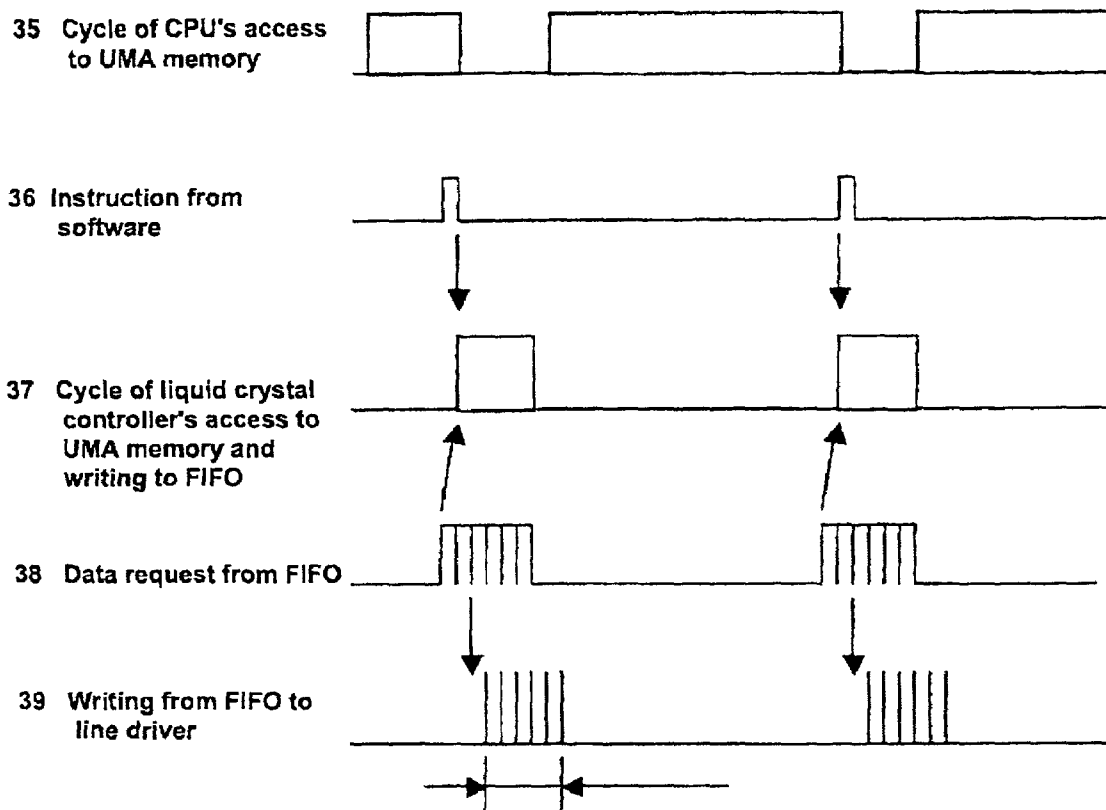 35 Cycle of CPU's access
to UMA memory
36 Instruction from
software
37 Cycle of liquid crystal
controller's access to
UMA memory and
writing to FIFO
38 Data request from FIFO
39 Writing from FIFO to
line driver